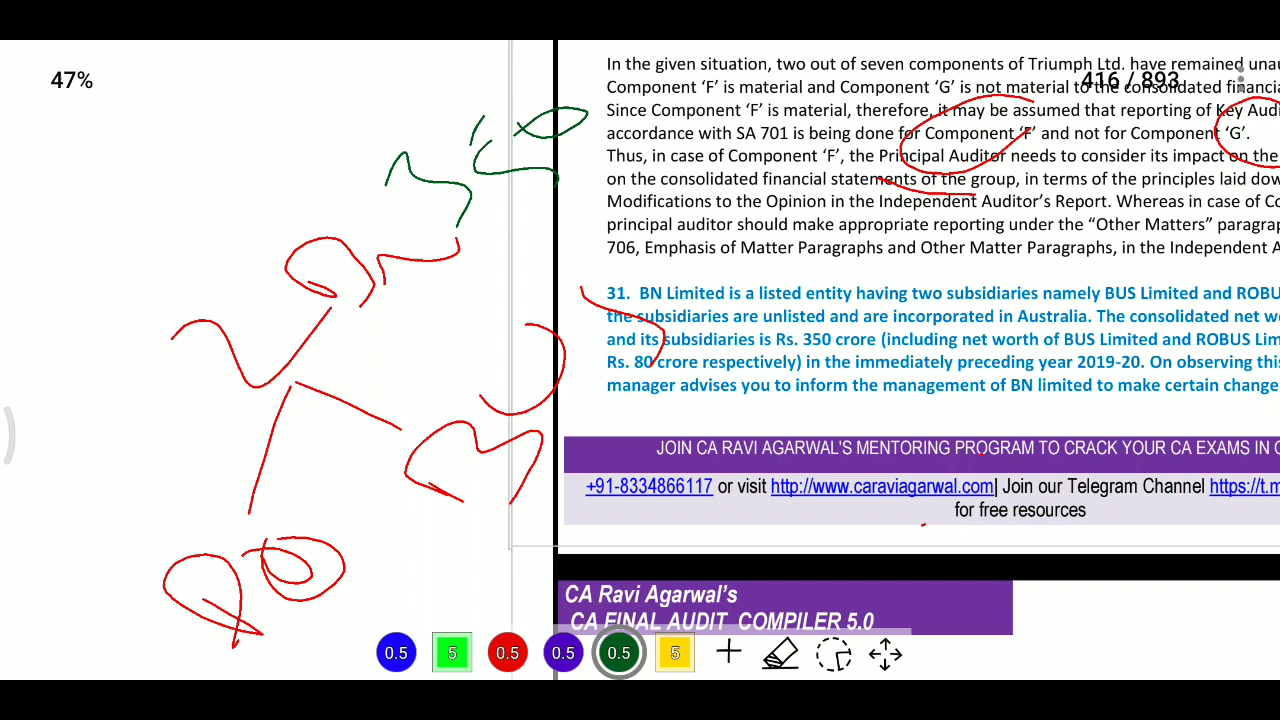 47%
416 / 893
In the given situation, two out of seven components of Triumph Ltd. have remained unau
Component ‘F’ is material and Component ‘G’ is not material to the consolidated financia
Since Component ‘F’ is material, therefore, it may be assumed that reporting of Key Audi
accordance with SA 701 is being done for Component ‘F’ and not for Component ‘G’.
Thus, in case of Component ‘F’, the Principal Auditor needs to consider its impact on the
on the consolidated financial statements of the group, in terms of the principles laid dow
Modifications to the Opinion in the Independent Auditor’s Report. Whereas in case of Co
principal auditor should make appropriate reporting under the “Other Matters” paragrap
706, Emphasis of Matter Paragraphs and Other Matter Paragraphs, in the Independent A
31. BN Limited is a listed entity having two subsidiaries namely BUS Limited and ROBUS
the subsidiaries are unlisted and are incorporated in Australia. The consolidated net wo
and its subsidiaries is Rs. 350 crore (including net worth of BUS Limited and ROBUS Lim
Rs. 80 crore respectively) in the immediately preceding year 2019-20. On observing this
manager advises you to inform the management of BN limited to make certain change
JOIN CA RAVI AGARWAL'S MENTORING PROGRAM TO CRACK YOUR CA EXAMS IN
+91-8334866117 or visit http://www.caraviagarwal.com| Join our Telegram Channel https://t.m
for free resources
CA Ravi Agarwal’s
CA FINAL AUDIT COMPILER 5.0
0.5 5 0.5 0.5 0.5 5